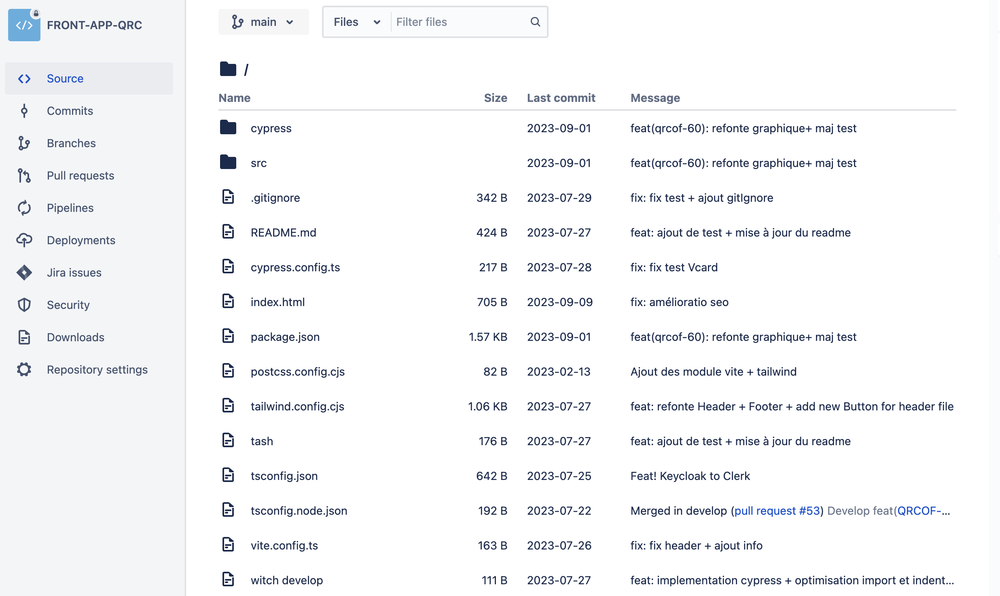 FRONT-APP-QRC
Source
Commits
Branches
Pull requests
Pipelines
Deployments
Jira issues
Security
Downloads
Repository settings
main Files Filter files
/
Name Size Last commit Message
cypress 2023-09-01 feat(qrcof-60): refonte graphique+ maj test
src 2023-09-01 feat(qrcof-60): refonte graphique+ maj test
.gitignore 342 B 2023-07-29 fix: fix test + ajout gitIgnore
README.md 424 B 2023-07-27 feat: ajout de test + mise à jour du readme
cypress.config.ts 217 B 2023-07-28 fix: fix test Vcard
index.html 705 B 2023-09-09 fix: amélioratio seo
package.json 1.57 KB 2023-09-01 feat(qrcof-60): refonte graphique+ maj test
postcss.config.cjs 82 B 2023-02-13 Ajout des module vite + tailwind
tailwind.config.cjs 1.06 KB 2023-07-27 feat: refonte Header + Footer + add new Button for header file
tash 176 B 2023-07-27 feat: ajout de test + mise à jour du readme
tsconfig.json 642 B 2023-07-25 Feat! Keycloak to Clerk
tsconfig.node.json 192 B 2023-07-22 Merged in develop (pull request #53) Develop feat(QRCOF-...
vite.config.ts 163 B 2023-07-26 fix: fix header + ajout info
witch develop 111 B 2023-07-27 feat: implementation cypress + optimisation import et indent...